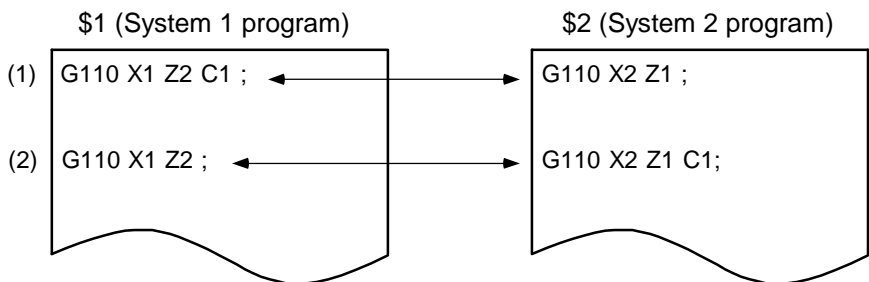 $1 (System 1 program)
$2 (System 2 program)
(1) G110 X1 Z2 C1 ;
G110 X2 Z1 ;
(2) G110 X1 Z2 ;
G110 X2 Z1 C1;